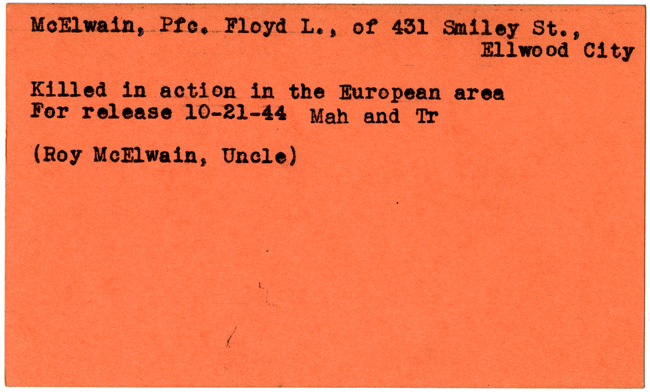 McElwain, Pfc. Floyd L., of 431 Smiley St.,
Ellwood City
Killed in action in the European area
For release 10-21-44 Mah and Tr
(Roy McElwain, Uncle)